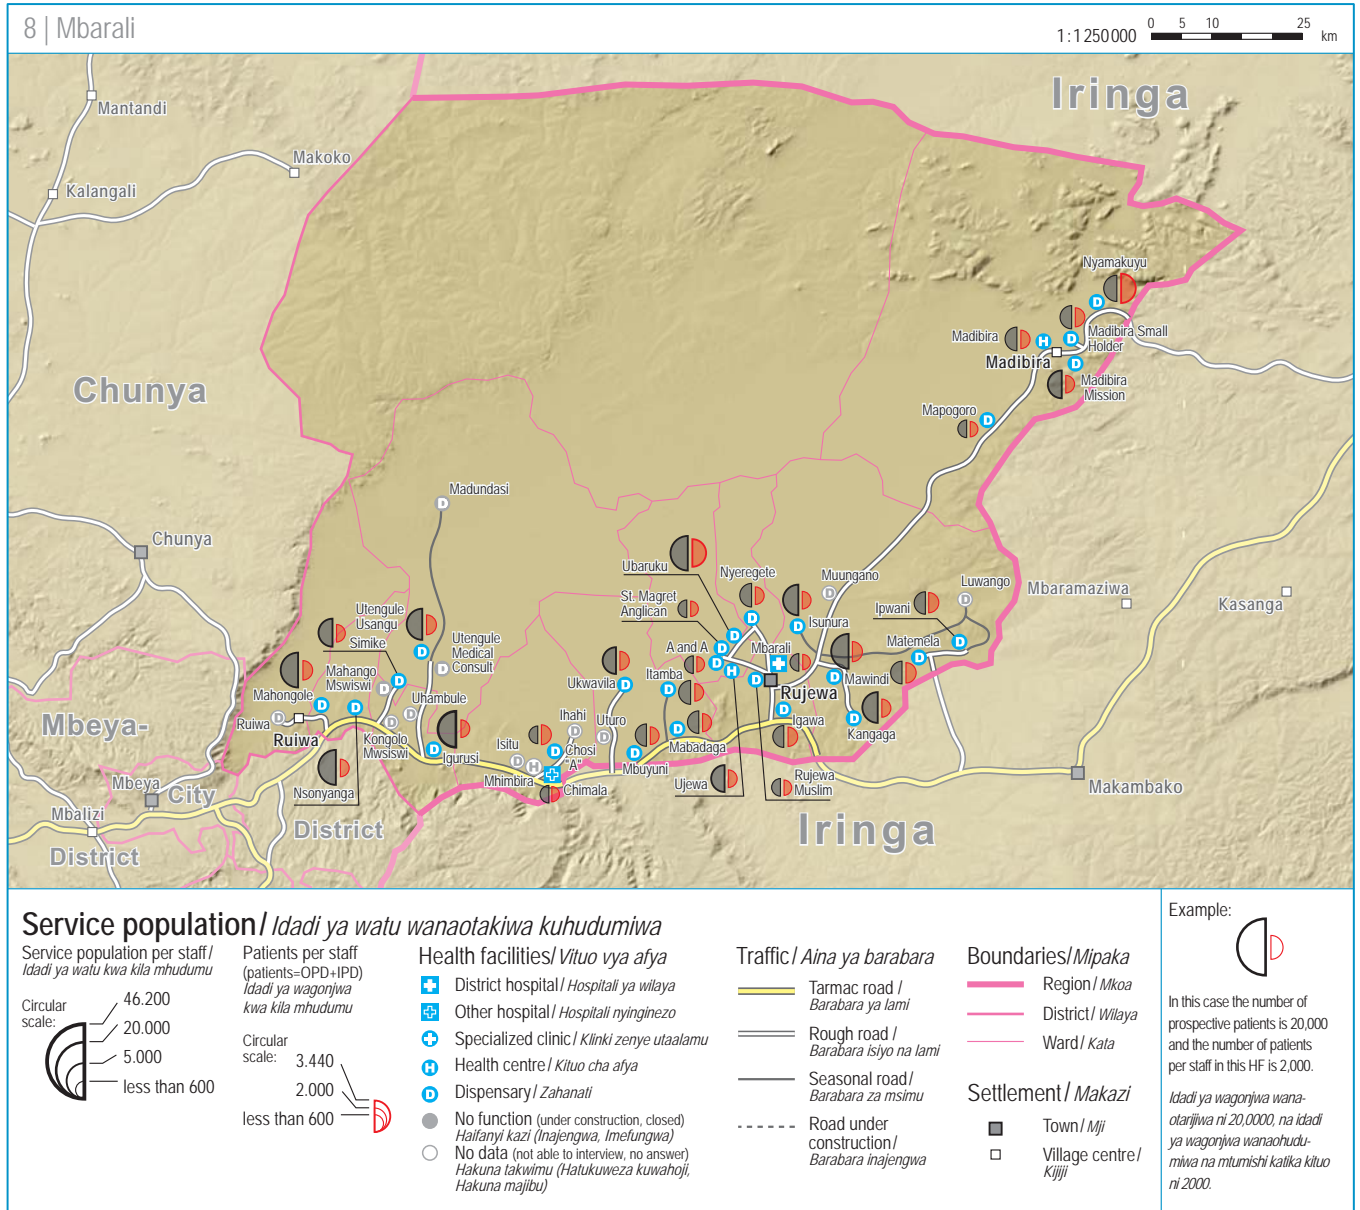 8 | Mbarali
1:1 250 000
0 5 10 25
km
Iringa
Mantandi
Makoko
Kalangali
Nyamakuyu
Madibira
Madibira Small
Holder
Madibira
Madibira
Mission
Chunya
Mapogoro
Madundasi
Chunya
Ubaruku
Nyeregete
Muungano
Luwango
Mbaramaziwa
Kasanga
St. Magret
Anglican
Ipwani
Isunura
Utengule
Usangu
Simike
Utengule
Medical
Consult
A and A
Mbarali
Matemela
Mahango
Mswiswi
Ukwavila
Itamba
Mawindi
Mahongole
Uhambule
Rujewa
Mbeya-
Ruiwa
Ruiwa
Kongolo
Mwsiswi
Ihahi
Uturo
Igawa
Kangaga
Isitu
Chosi
"A"
Mabadaga
Igurusi
Mhimbira
Mbuyuni
Mbeya
City
Nsonyanga
Chimala
Ujewa
Rujewa
Muslim
Makambako
Mbalizi
District
District
Iringa
Service population / Idadi ya watu wanaotakiwa kuhudumiwa
Service population per staff /
Idadi ya watu kwa kila mhudumu
Circular
scale:
46.200
20.000
5.000
less than 600
Patients per staff
(patients=OPD+IPD)
Idadi ya wagonjwa
kwa kila mhudumu
Circular
scale:
3.440
2.000
less than 600
Health facilities / Vituo vya afya
District hospital / Hospitali ya wilaya
Other hospital / Hospitali nyinginezo
Specialized clinic / Klinki zenye utaalamu
H Health centre / Kituo cha afya
D Dispensary / Zahanati
No function (under construction, closed)
Haifanyi kazi (Inajengwa, Imefungwa)
No data (not able to interview, no answer)
Hakuna takwimu (Hatukuweza kuwahoji,
Hakuna majibu)
Traffic / Aina ya barabara
Tarmac road /
Barabara ya lami
Rough road /
Barabara isiyo na lami
Seasonal road /
Barabara za msimu
Road under
construction /
Barabara inajengwa
Boundaries / Mipaka
Region / Mkoa
District / Wilaya
Ward / Kata
Settlement / Makazi
Town / Mji
Village centre /
Kijiji
Example:
In this case the number of
prospective patients is 20,000
and the number of patients
per staff in this HF is 2,000.
Idadi ya wagonjwa wana-
otarijiwa ni 20,0000, na idadi
ya wagonjwa wanaohudu-
miwa na mtumishi katika kituo
ni 2000.